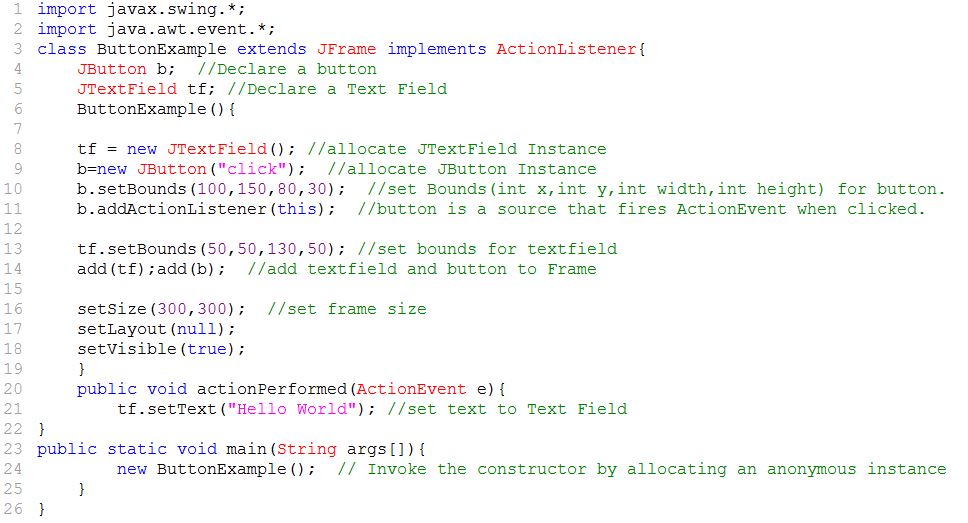 1 import javax.swing.*;
2 import java.awt.event.*;
3 class ButtonExample extends JFrame implements ActionListener{
4     JButton b;  //Declare a button
5     JTextField tf; //Declare a Text Field
6     ButtonExample(){
7
8     tf = new JTextField(); //allocate JTextField Instance
9     b=new JButton("click");  //allocate JButton Instance
10     b.setBounds(100,150,80,30);  //set Bounds(int x,int y,int width,int height) for button.
11     b.addActionListener(this);  //button is a source that fires ActionEvent when clicked.
12
13     tf.setBounds(50,50,130,50); //set bounds for textfield
14     add(tf);add(b);  //add textfield and button to Frame
15
16     setSize(300,300);  //set frame size
17     setLayout(null);
18     setVisible(true);
19     }
20     public void actionPerformed(ActionEvent e){
21         tf.setText("Hello World"); //set text to Text Field
22 }
23 public static void main(String args[]){
24         new ButtonExample();  // Invoke the constructor by allocating an anonymous instance
25     }
26 }